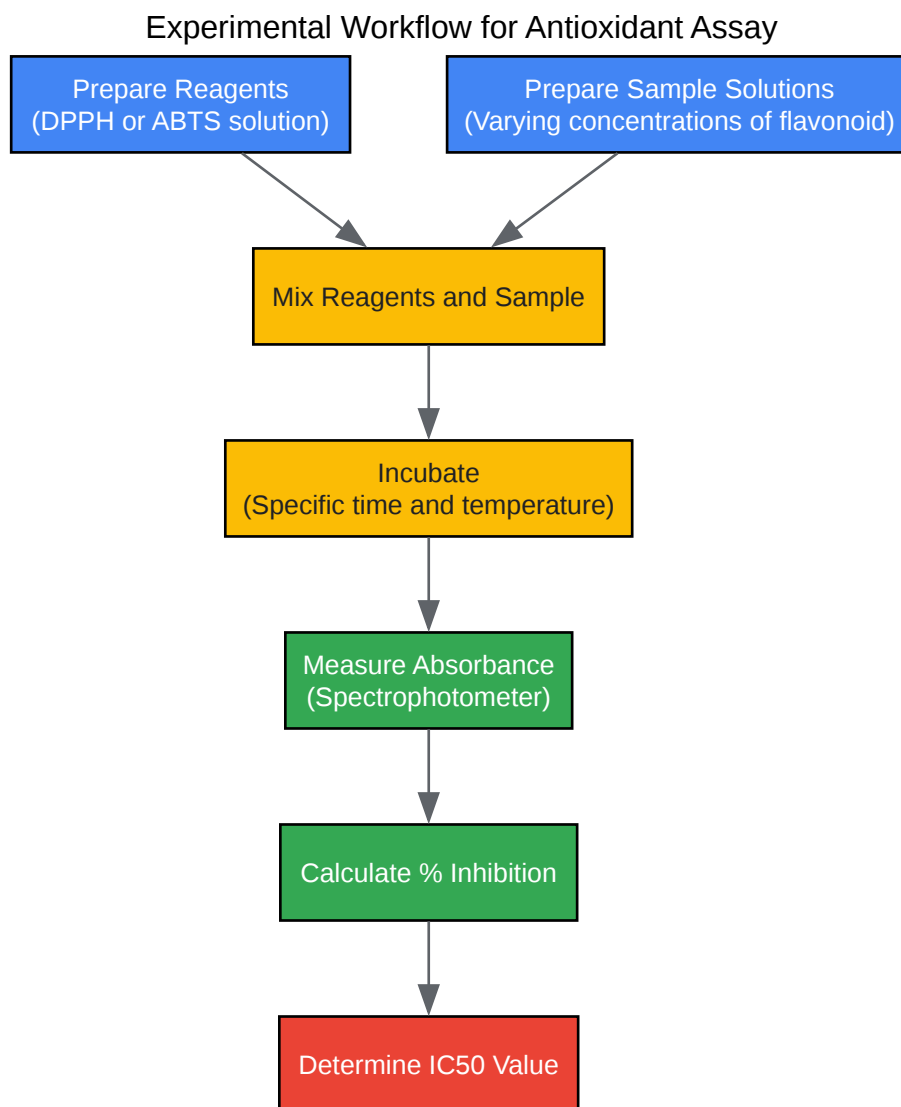 Experimental Workflow for Antioxidant Assay
Prepare Reagents
(DPPH or ABTS solution)
Prepare Sample Solutions
(Varying concentrations of flavonoid)
Mix Reagents and Sample
Incubate
(Specific time and temperature)
Measure Absorbance
(Spectrophotometer)
Calculate % Inhibition
Determine IC50 Value